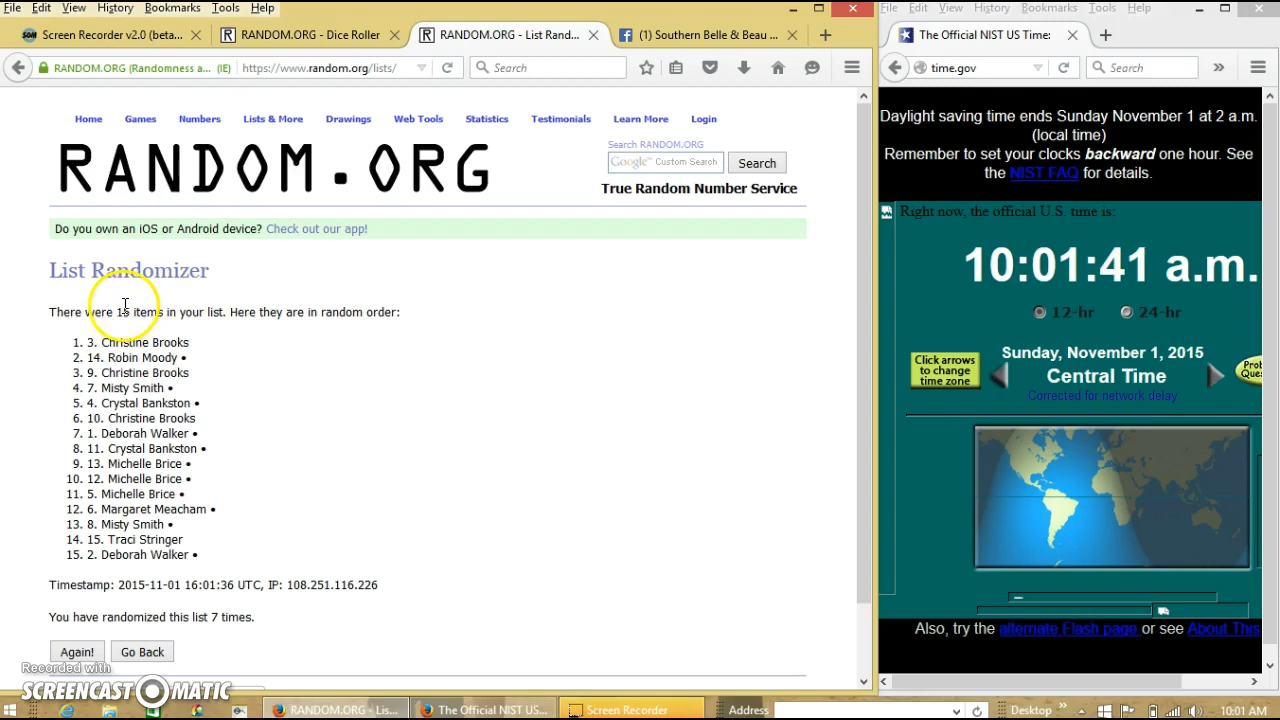 File Edit View History Bookmarks Tools Help
Screen Recorder v2.0 (beta...
RANDOM.ORG - Dice Roller
RANDOM.ORG - List Rand...
(1) Southern Belle & Beau ...
RANDOM.ORG (Randomness a... (IE)
https://www.random.org/lists/
Search
Home Games Numbers Lists & More Drawings Web Tools Statistics Testimonials Learn More Login
RANDOM.ORG
Search RANDOM.ORG
Google™ Custom Search
Search
True Random Number Service
Do you own an iOS or Android device? Check out our app!
List Randomizer
There were 15 items in your list. Here they are in random order:
1. 3. Christine Brooks
2. 14. Robin Moody •
3. 9. Christine Brooks
4. 7. Misty Smith •
5. 4. Crystal Bankston •
6. 10. Christine Brooks
7. 1. Deborah Walker •
8. 11. Crystal Bankston •
9. 13. Michelle Brice •
10. 12. Michelle Brice •
11. 5. Michelle Brice •
12. 6. Margaret Meacham •
13. 8. Misty Smith •
14. 15. Traci Stringer
15. 2. Deborah Walker •
Timestamp: 2015-11-01 16:01:36 UTC, IP: 108.251.116.226
You have randomized this list 7 times.
Again! Go Back
Recorded with
SCREENCAST MATIC
File Edit View History Bookmarks Tools Help
The Official NIST US Time:
time.gov
Search
Daylight saving time ends Sunday November 1 at 2 a.m.
(local time)
Remember to set your clocks backward one hour. See
the NIST FAQ for details.
Right now, the official U.S. time is:
10:01:41 a.m.
12-hr 24-hr
Click arrows
to change
time zone
Sunday, November 1, 2015
Central Time
Corrected for network delay
Also, try the alternate Flash page or see About This
RANDOM.ORG - Lis...
The Official NIST US...
Screen Recorder
Address
Desktop
10:01 AM